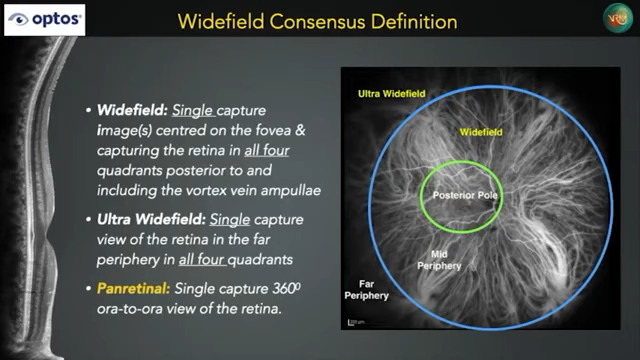 optos
Widefield Consensus Definition
VRM
• Widefield: Single capture
image(s) centred on the fovea &
capturing the retina in all four
quadrants posterior to and
including the vortex vein ampullae
• Ultra Widefield: Single capture
view of the retina in the far
periphery in all four quadrants
• Panretinal: Single capture 360⁰
ora-to-ora view of the retina.
Ultra Widefield
Widefield
Posterior Pole
Mid
Periphery
Far
Periphery